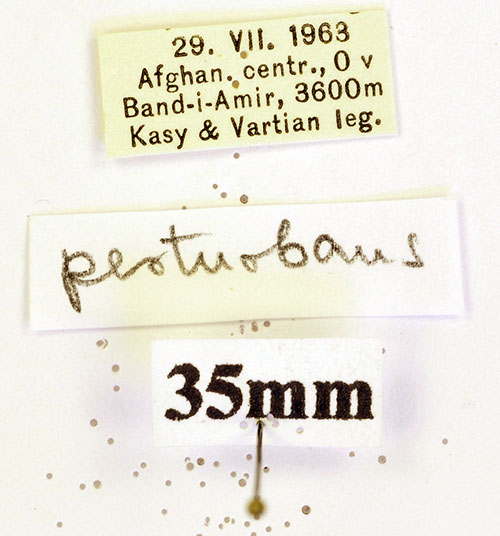 29. VII. 1963
Afghan. centr., O v
Band-i-Amir, 3600m
Kasy & Vartian leg.
perturbans
35mm